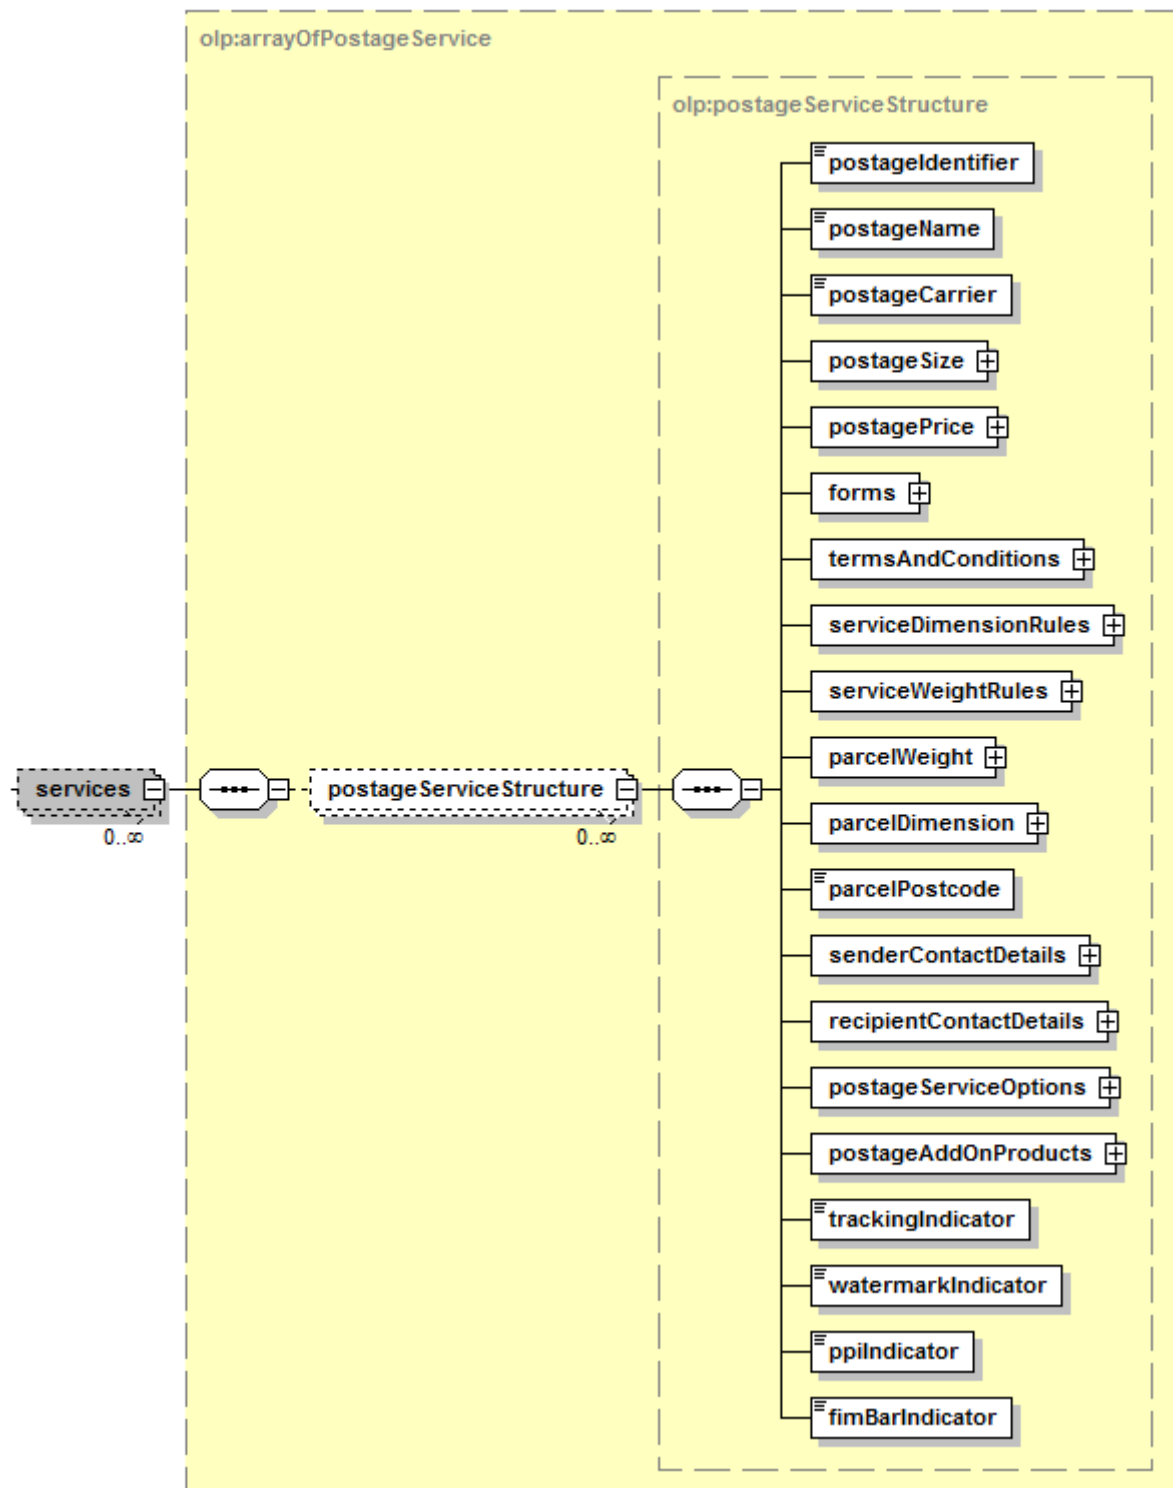 olp:arrayOfPostageService
olp:postageServiceStructure
postageIdentifier
postageName
postageCarrier
postageSize
postagePrice
forms
termsAndConditions
serviceDimensionRules
serviceWeightRules
parcelWeight
services
0..∞
postageServiceStructure
0..∞
parcelDimension
parcelPostcode
senderContactDetails
recipientContactDetails
postageServiceOptions
postageAddOnProducts
trackingIndicator
watermarkIndicator
ppiIndicator
fimBarIndicator